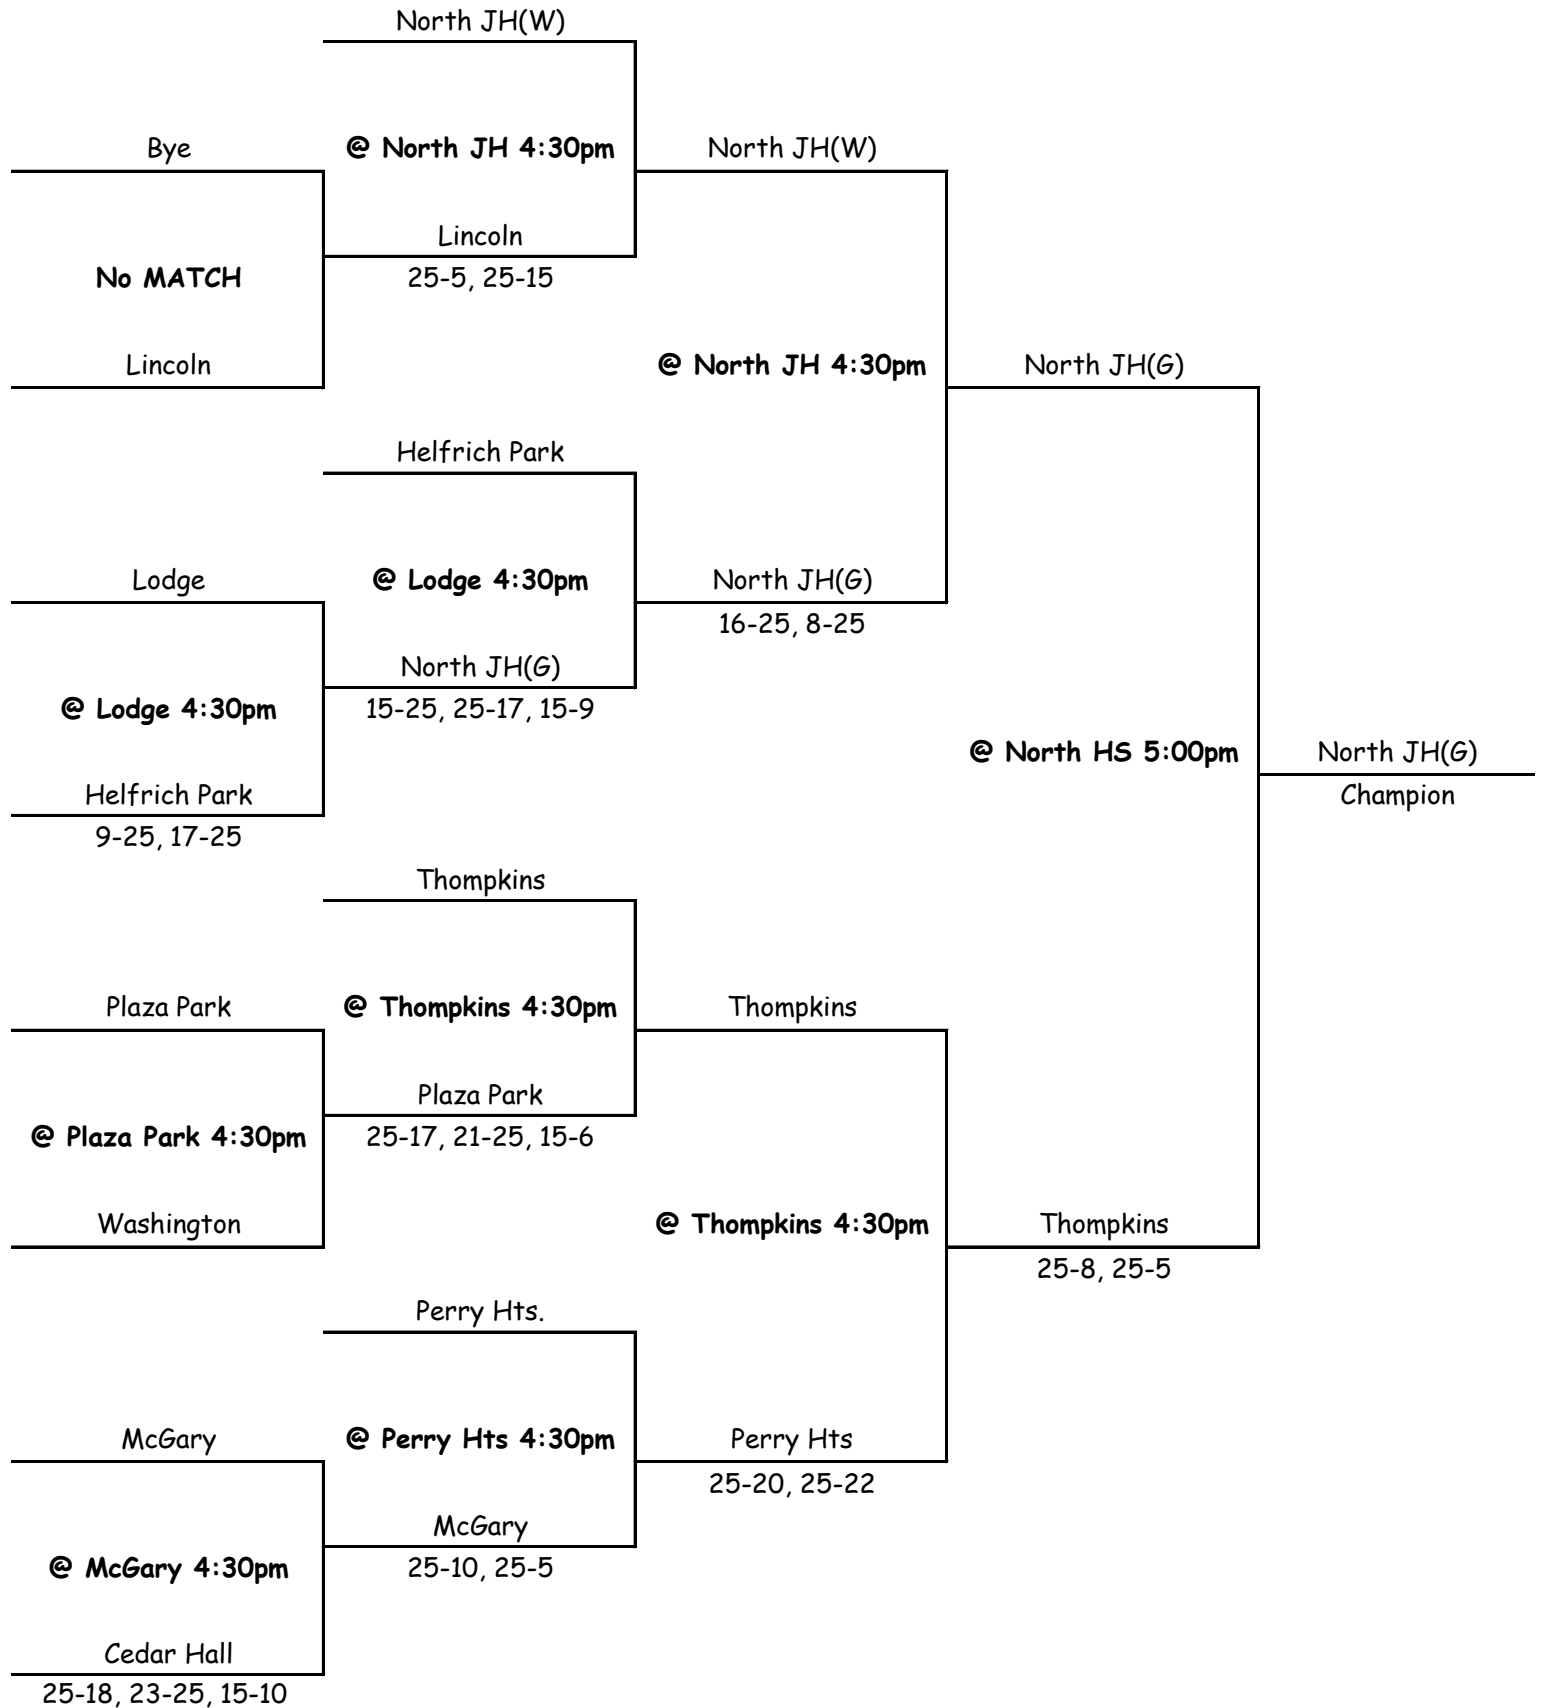 North JH(W)
Bye
@ North JH 4:30pm
North JH(W)
Lincoln
No MATCH
25-5, 25-15
Lincoln
@ North JH 4:30pm
North JH(G)
Helfrich Park
Lodge
@ Lodge 4:30pm
North JH(G)
16-25, 8-25
North JH(G)
@ Lodge 4:30pm
15-25, 25-17, 15-9
@ North HS 5:00pm
North JH(G)
Helfrich Park
Champion
9-25, 17-25
Thompkins
Plaza Park
@ Thompkins 4:30pm
Thompkins
Plaza Park
@ Plaza Park 4:30pm
25-17, 21-25, 15-6
Washington
@ Thompkins 4:30pm
Thompkins
25-8, 25-5
Perry Hts.
McGary
@ Perry Hts 4:30pm
Perry Hts
25-20, 25-22
McGary
@ McGary 4:30pm
25-10, 25-5
Cedar Hall
25-18, 23-25, 15-10